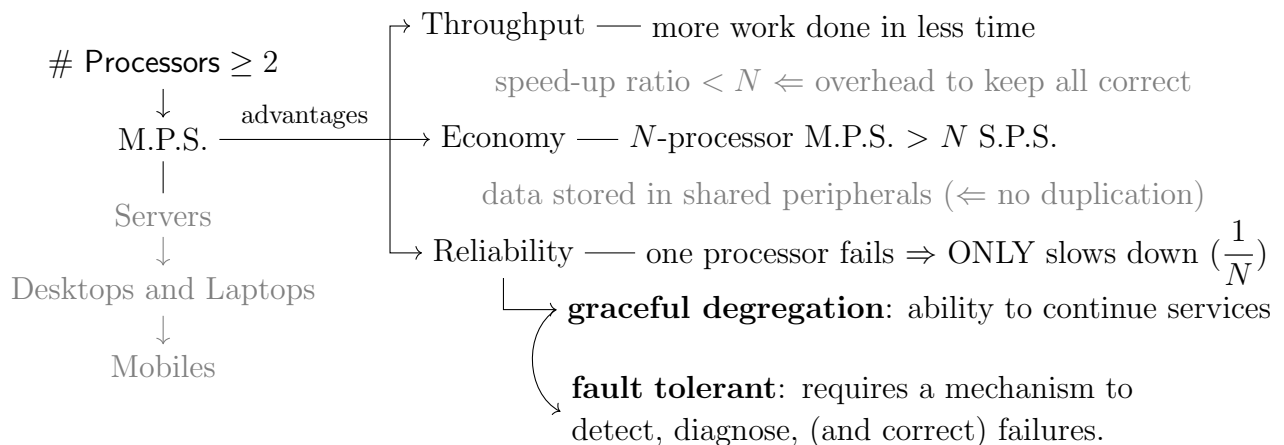 # Processors ≥ 2
M.P.S.
Servers
Desktops and Laptops
Mobiles
advantages
Throughput — more work done in less time
speed-up ratio < N ⇐ overhead to keep all correct
Economy — N-processor M.P.S. > N S.P.S.
data stored in shared peripherals (⇐ no duplication)
Reliability — one processor fails ⇒ ONLY slows down (1/N)
graceful degregation: ability to continue services
fault tolerant: requires a mechanism to
detect, diagnose, (and correct) failures.